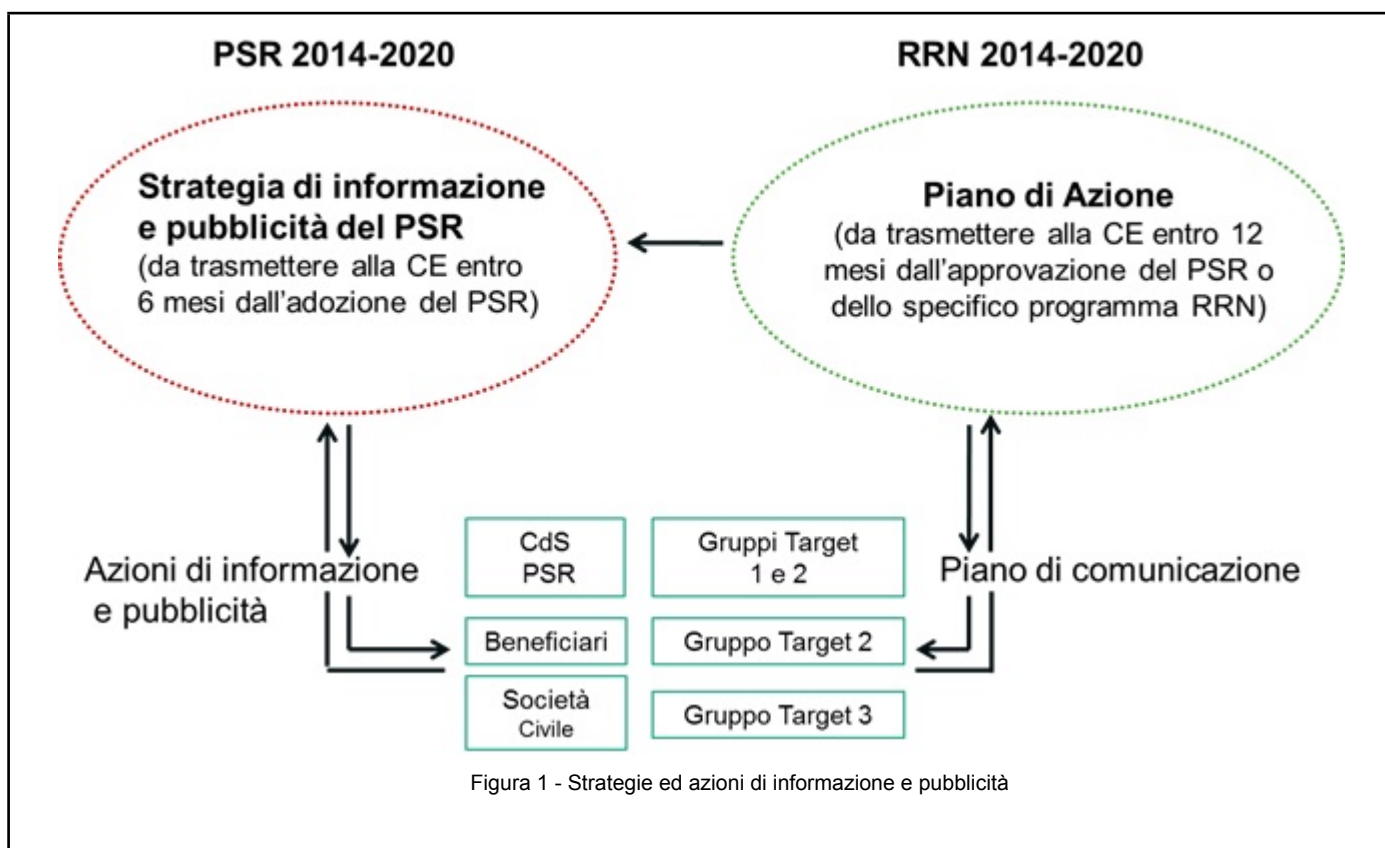 PSR 2014-2020
RRN 2014-2020
Strategia di informazione
e pubblicità del PSR
(da trasmettere alla CE entro
6 mesi dall'adozione del PSR)
Piano di Azione
(da trasmettere alla CE entro 12
mesi dall'approvazione del PSR o
dello specifico programma RRN)
Azioni di informazione
e pubblicità
CdS
PSR
Gruppi Target
1 e 2
Piano di comunicazione
Beneficiari
Gruppo Target 2
Società
Civile
Gruppo Target 3
Figura 1 - Strategie ed azioni di informazione e pubblicità